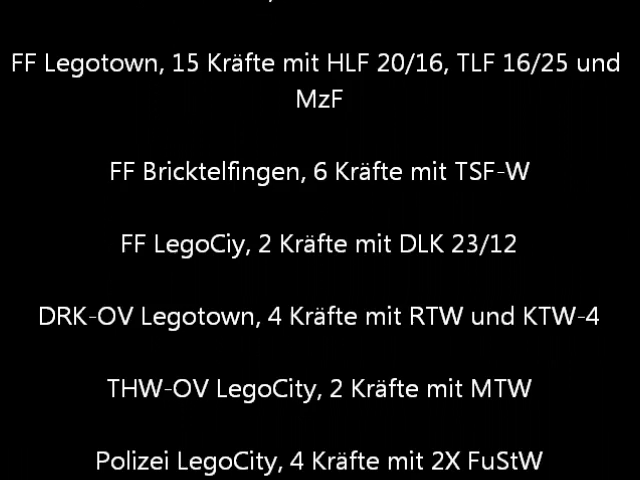 FF Legotown, 15 Kräfte mit HLF 20/16, TLF 16/25 und
MzF
FF Bricktelfingen, 6 Kräfte mit TSF-W
FF LegoCiy, 2 Kräfte mit DLK 23/12
DRK-OV Legotown, 4 Kräfte mit RTW und KTW-4
THW-OV LegoCity, 2 Kräfte mit MTW
Polizei LegoCity, 4 Kräfte mit 2X FuStW